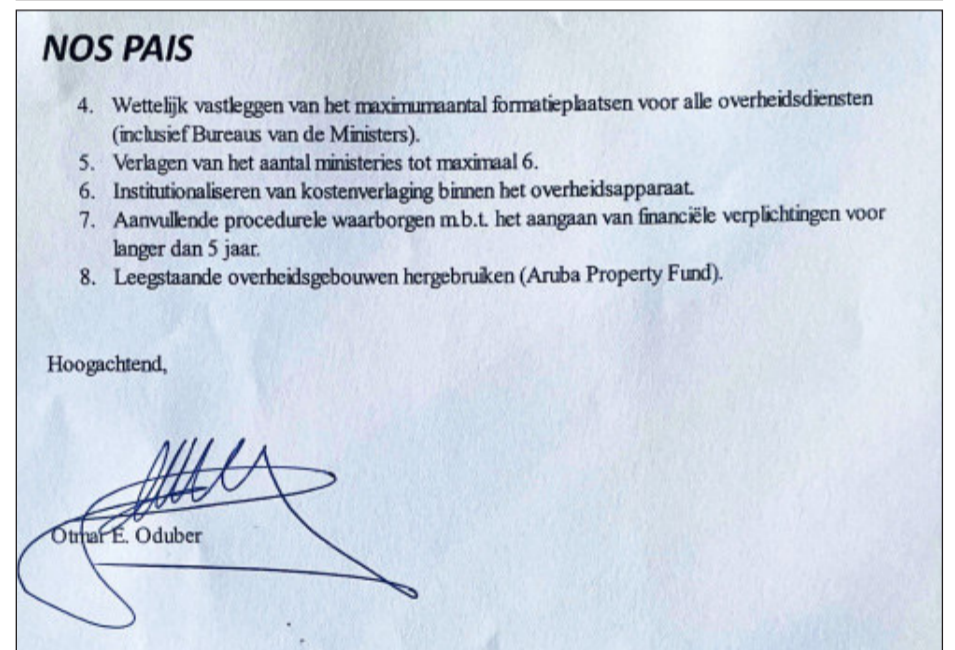 NOS PAIS
4. Wettelijk vastleggen van het maximumaantal formatieplaatsen voor alle overheidsdiensten
(inclusief Bureaus van de Ministers).
5. Verlagen van het aantal ministeries tot maximaal 6.
6. Institutionaliseren van kostenverlaging binnen het overheidsapparaat.
7. Aanvullende procedurele waarborgen m.b.t. het aangaan van financiële verplichtingen voor
langer dan 5 jaar.
8. Leegstaande overheidsgebouwen hergebruiken (Aruba Property Fund).
Hoogachtend,
Otmar E. Oduber